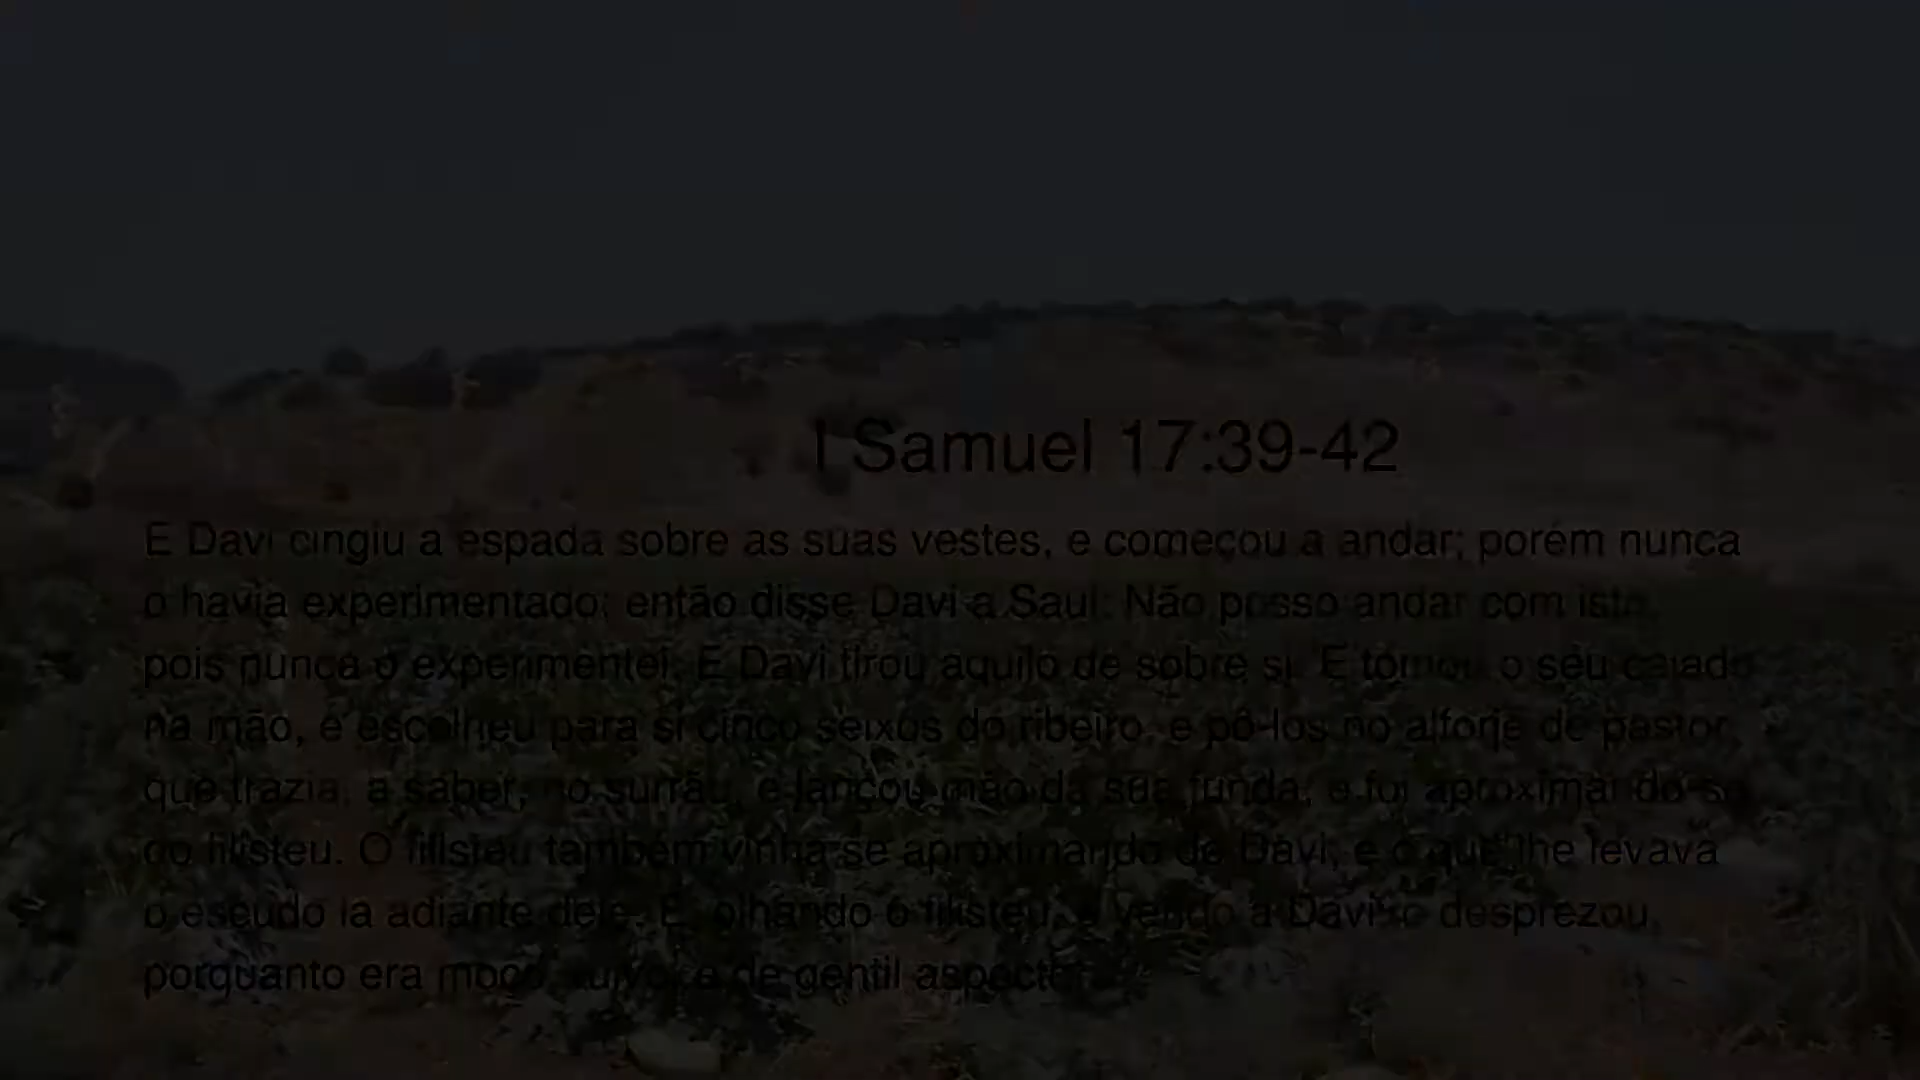 I Samuel 17:39-42
E Davi cingiu a espada sobre as suas vestes, e começou a andar; porém nunca
o havia experimentado; então disse Davi a Saul: Não posso andar com isto,
pois nunca o experimentei. E Davi tirou aquilo de sobre si. E tomou o seu cajado
na mão, e escolheu para si cinco seixos do ribeiro, e pô-los no alforje de pastor,
que trazia, a saber, no surrão, e lançou mão da sua funda; e foi aproximando-se
do filisteu. O filisteu também vinha se aproximando de Davi; e o que lhe levava
o escudo ia adiante dele. E, olhando o filisteu, e vendo a Davi, o desprezou,
porquanto era moço, ruivo, e de gentil aspecto.